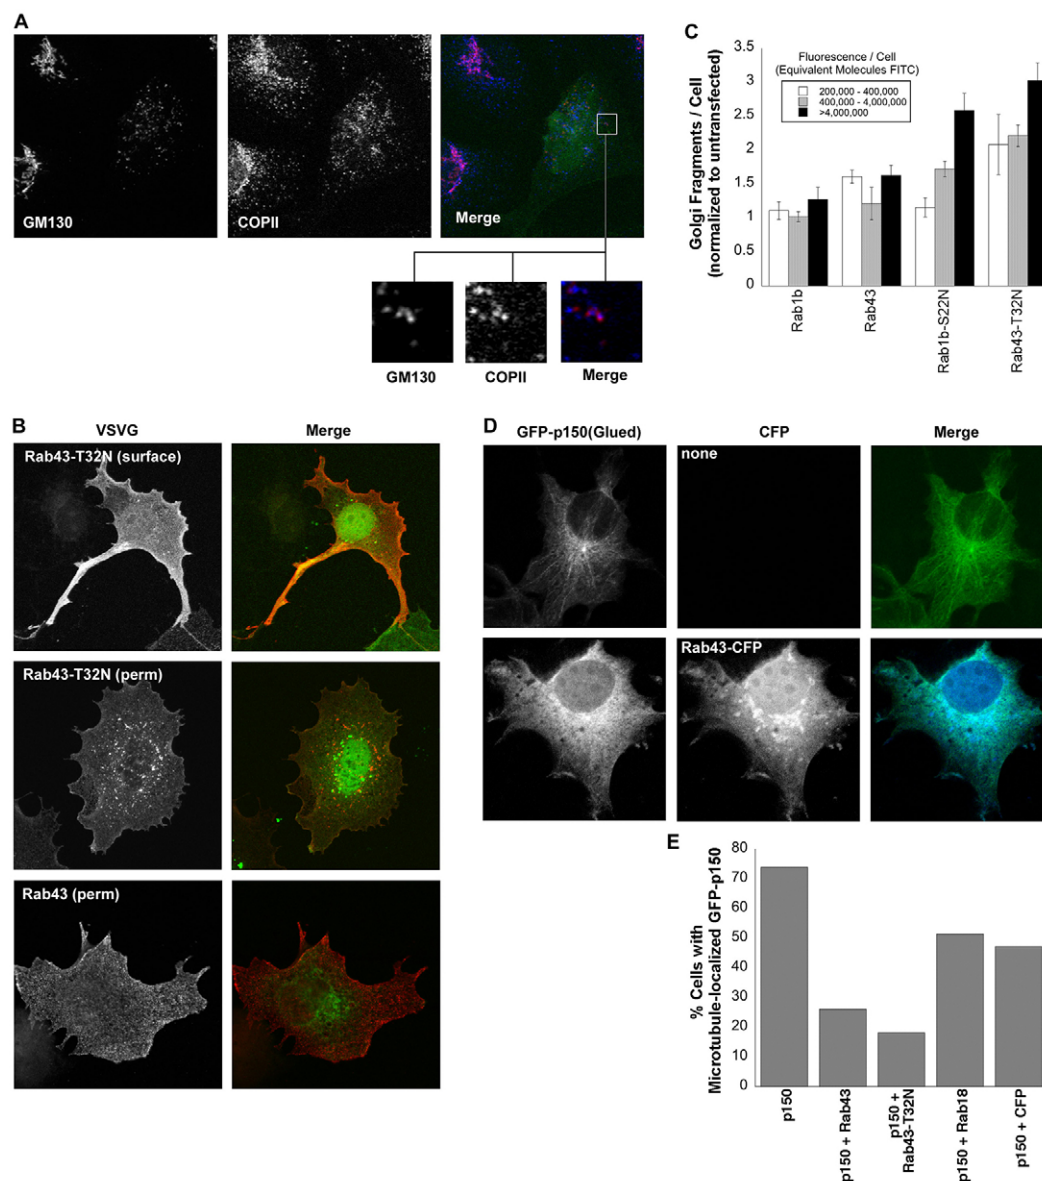 A
GM130
COPII
Merge
GM130
COPII
Merge
B
VSVG
Merge
Rab43-T32N (surface)
Rab43-T32N (perm)
Rab43 (perm)
C
Golgi Fragments / Cell
(normalized to untransfected)
3.5
3
2.5
2
1.5
1
0.5
0
Fluorescence / Cell
(Equivalent Molecules FITC)
200,000 - 400,000
400,000 - 4,000,000
>4,000,000
Rab1b
Rab43
Rab1b-S22N
Rab43-T32N
D
GFP-p150(Glued)
CFP
Merge
none
Rab43-CFP
E
% Cells with
Microtubule-localized GFP-p150
80
70
60
50
40
30
20
10
0
p150
p150 + Rab43
p150 +
Rab43-T32N
p150 + Rab18
p150 + CFP